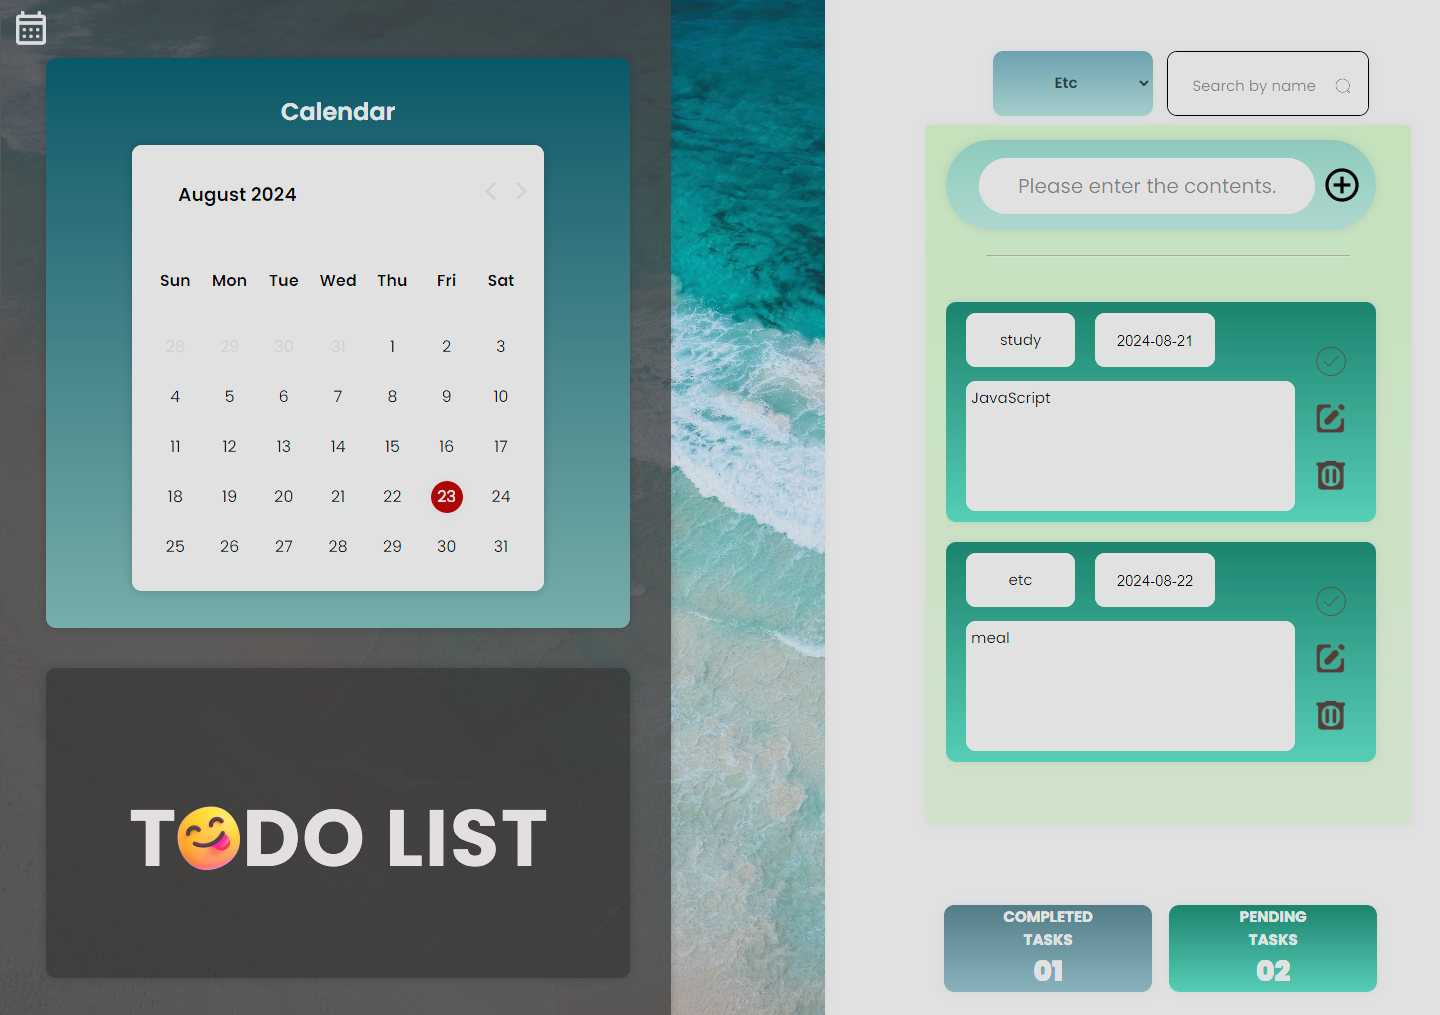 Calendar
August 2024
Sun Mon Tue Wed Thu Fri Sat
28 29 30 31 1 2 3
4 5 6 7 8 9 10
11 12 13 14 15 16 17
18 19 20 21 22 23 24
25 26 27 28 29 30 31
T😋DO LIST
Etc
Search by name
Please enter the contents.
study
2024-08-21
JavaScript
etc
2024-08-22
meal
COMPLETED
TASKS
01
PENDING
TASKS
02